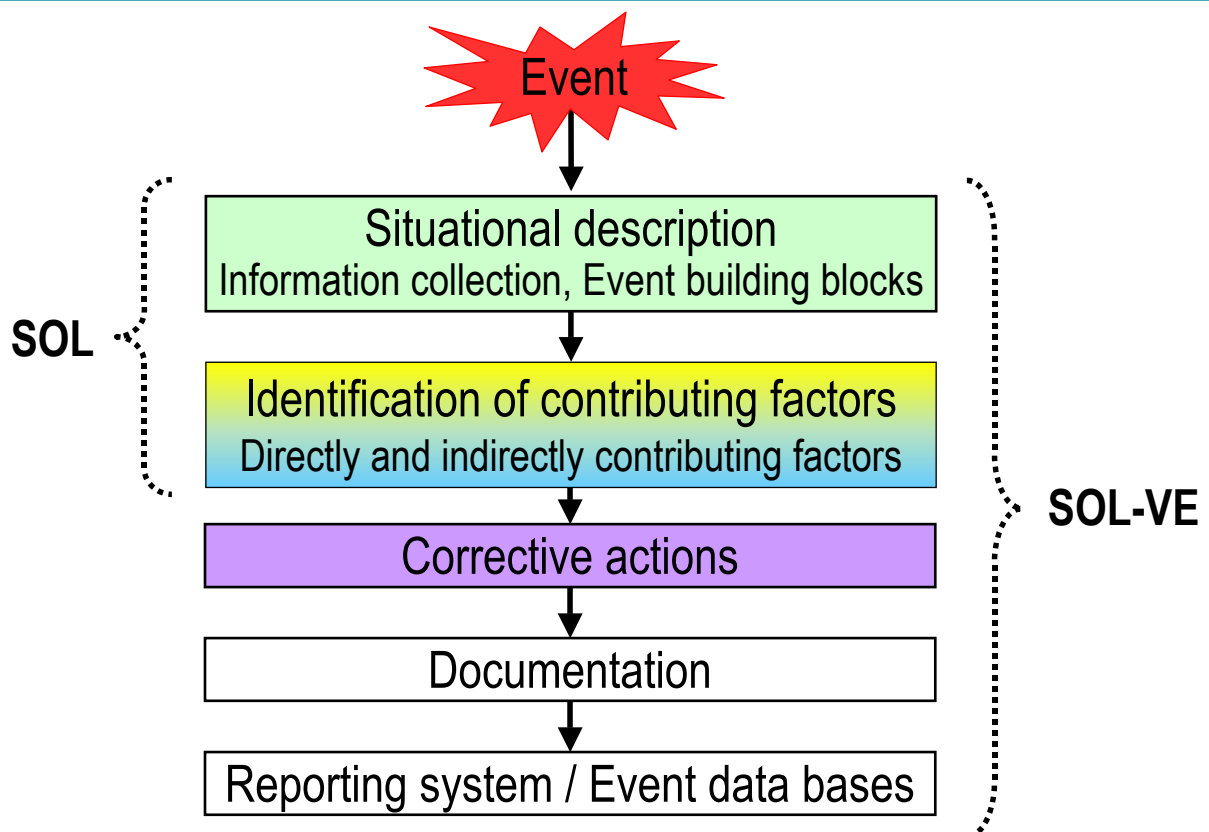 Event
Situational description
Information collection, Event building blocks
SOL
Identification of contributing factors
Directly and indirectly contributing factors
SOL-VE
Corrective actions
Documentation
Reporting system / Event data bases